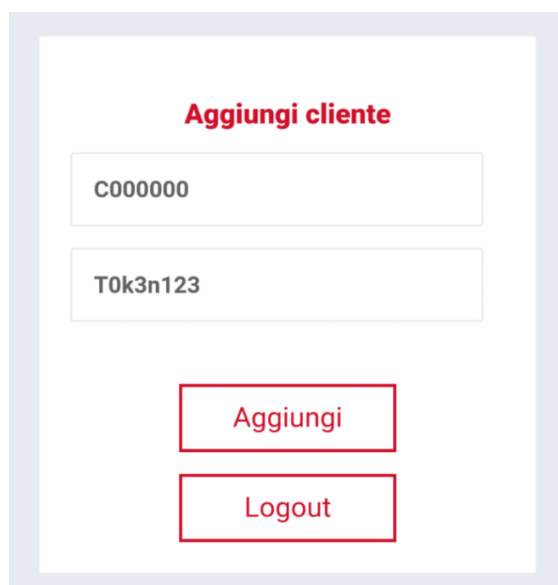 Aggiungi cliente
C000000
T0k3n123
Aggiungi
Logout